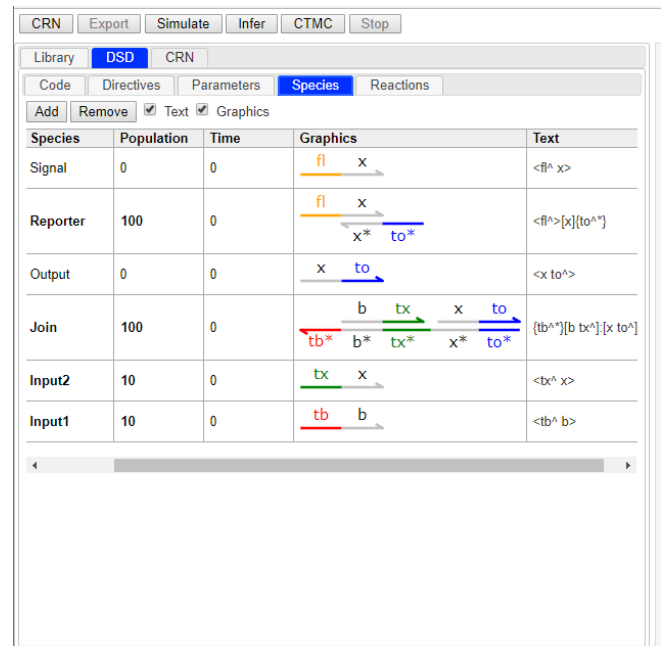 CRN Export Simulate Infer CTMC Stop
Library DSD CRN
Code Directives Parameters Species Reactions
Add Remove Text Graphics
Species Population Time Graphics Text
fl x
Signal 0 0 <fl^ x>
fl x
Reporter 100 0 <fl^>[x]{to^*}
x* to*
x to
Output 0 0 <x to^>
b tx x to
Join 100 0 {tb^*}[b tx^]:[x to^]
tb* b* tx* x* to*
tx x
Input2 10 0 <tx^ x>
tb b
Input1 10 0 <tb^ b>